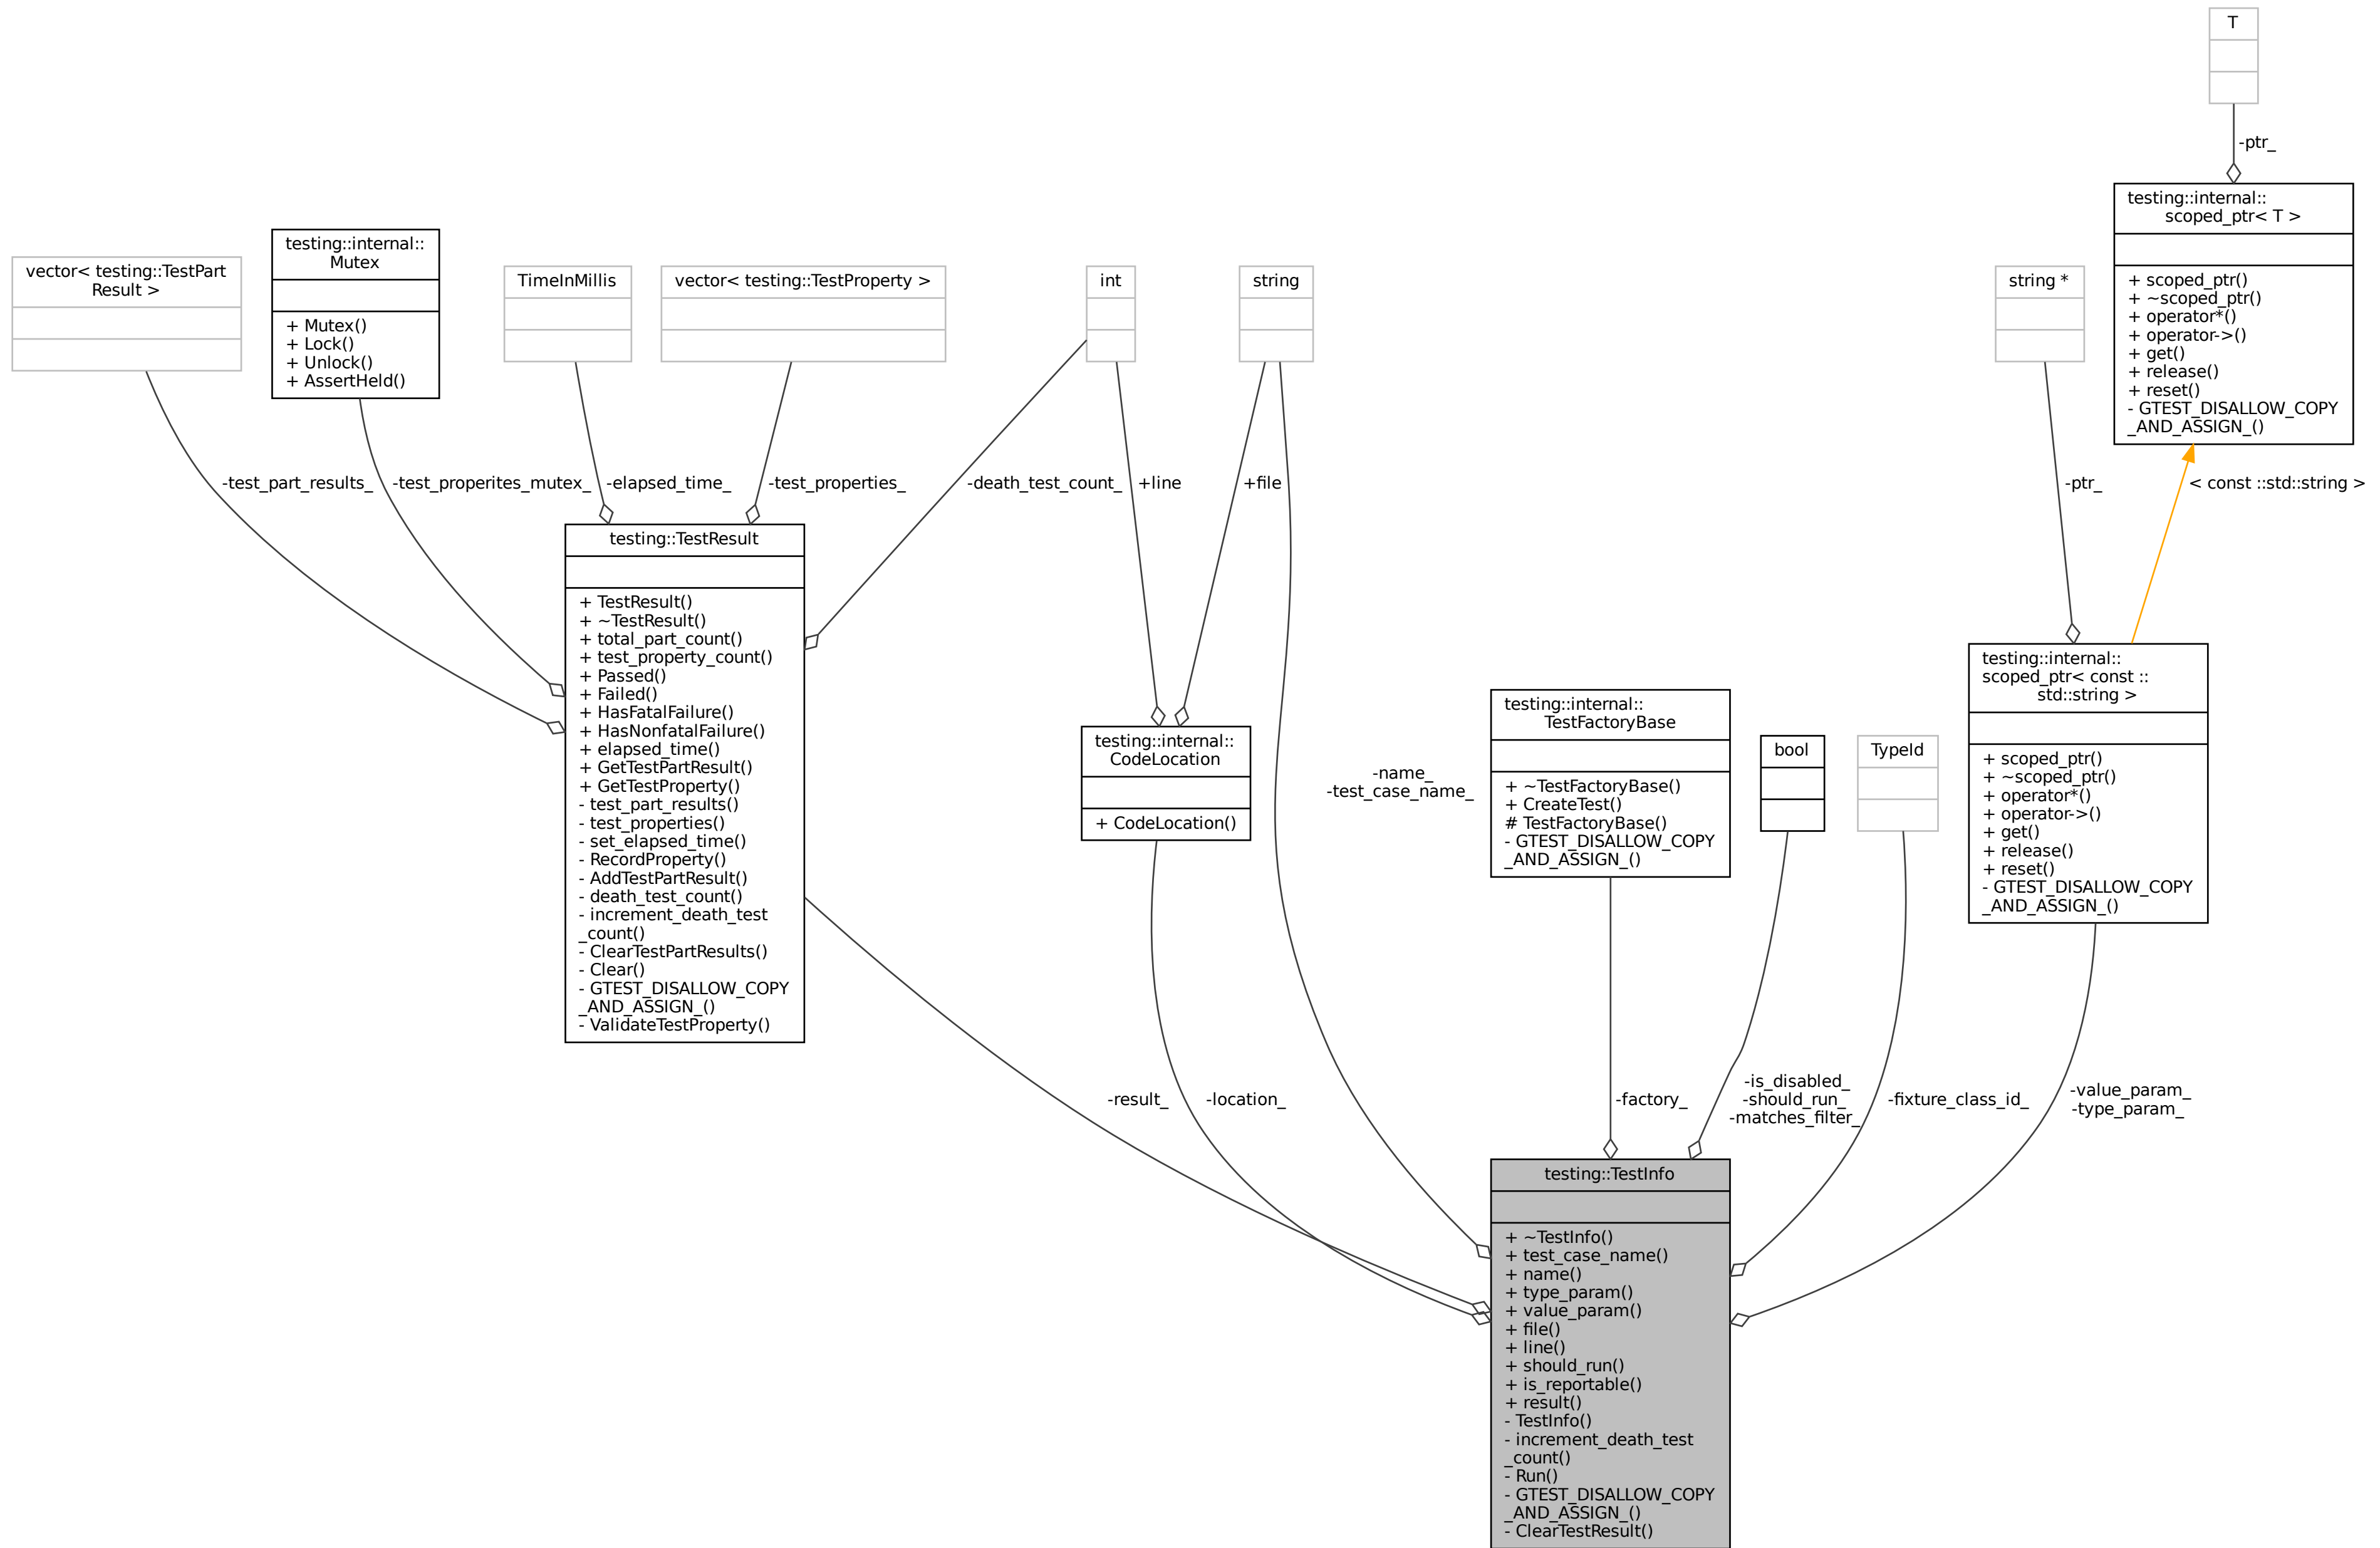 T
-ptr_
testing::internal::
scoped_ptr< T >
+ scoped_ptr()
+ ~scoped_ptr()
+ operator*()
+ operator->()
+ get()
+ release()
+ reset()
- GTEST_DISALLOW_COPY
_AND_ASSIGN_()
vector< testing::TestPart
Result >
testing::internal::
Mutex
+ Mutex()
+ Lock()
+ Unlock()
+ AssertHeld()
TimeInMillis
vector< testing::TestProperty >
int
string
string *
-test_part_results_
-test_properites_mutex_
-elapsed_time_
-test_properties_
-death_test_count_
+line
+file
-ptr_
< const ::std::string >
testing::TestResult
+ TestResult()
+ ~TestResult()
+ total_part_count()
+ test_property_count()
+ Passed()
+ Failed()
+ HasFatalFailure()
+ HasNonfatalFailure()
+ elapsed_time()
+ GetTestPartResult()
+ GetTestProperty()
- test_part_results()
- test_properties()
- set_elapsed_time()
- RecordProperty()
- AddTestPartResult()
- death_test_count()
- increment_death_test
_count()
- ClearTestPartResults()
- Clear()
- GTEST_DISALLOW_COPY
_AND_ASSIGN_()
- ValidateTestProperty()
testing::internal::
CodeLocation
+ CodeLocation()
-name_
-test_case_name_
testing::internal::
TestFactoryBase
+ ~TestFactoryBase()
+ CreateTest()
# TestFactoryBase()
- GTEST_DISALLOW_COPY
_AND_ASSIGN_()
bool
TypeId
testing::internal::
scoped_ptr< const ::
std::string >
+ scoped_ptr()
+ ~scoped_ptr()
+ operator*()
+ operator->()
+ get()
+ release()
+ reset()
- GTEST_DISALLOW_COPY
_AND_ASSIGN_()
-result_
-location_
-factory_
-is_disabled_
-should_run_
-matches_filter_
-fixture_class_id_
-value_param_
-type_param_
testing::TestInfo
+ ~TestInfo()
+ test_case_name()
+ name()
+ type_param()
+ value_param()
+ file()
+ line()
+ should_run()
+ is_reportable()
+ result()
- TestInfo()
- increment_death_test
_count()
- Run()
- GTEST_DISALLOW_COPY
_AND_ASSIGN_()
- ClearTestResult()